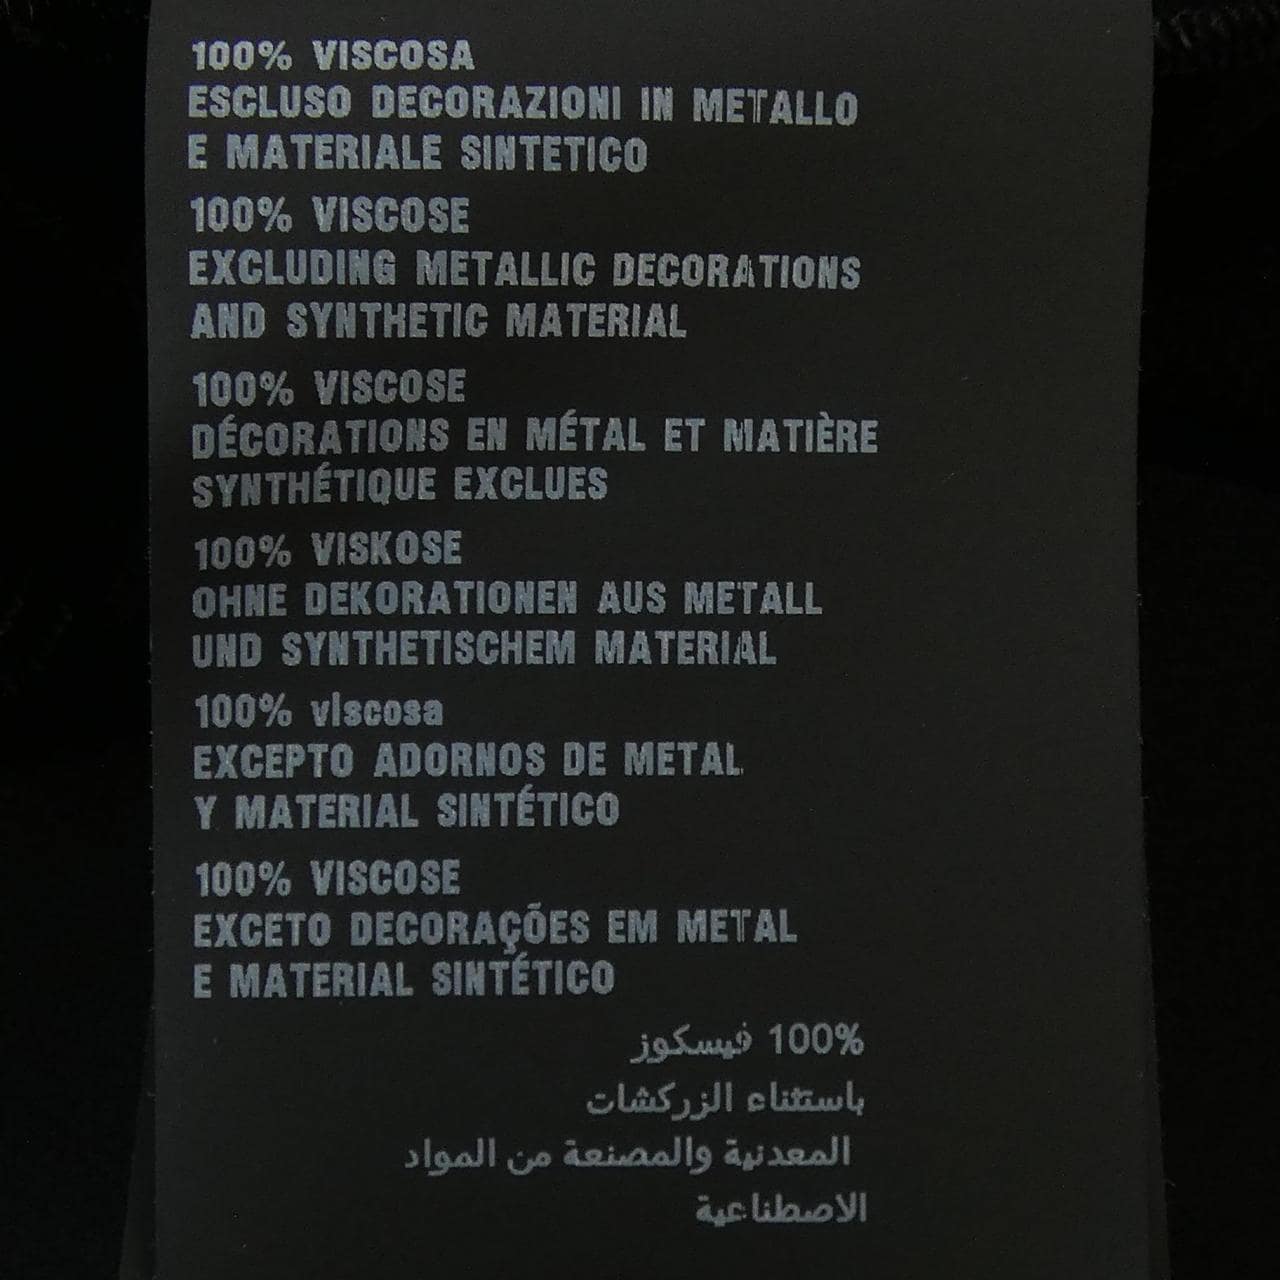 100% VISCOSA
ESCLUSO DECORAZIONI IN METALLO
E MATERIALE SINTETICO
100% VISCOSE
EXCLUDING METALLIC DECORATIONS
AND SYNTHETIC MATERIAL
100% VISCOSE
DÉCORATIONS EN MÉTAL ET MATIÈRE
SYNTHÉTIQUE EXCLUES
100% VISKOSE
OHNE DEKORATIONEN AUS METALL
UND SYNTHETISCHEM MATERIAL
100% viscosa
EXCEPTO ADORNOS DE METAL
Y MATERIAL SINTÉTICO
100% VISCOSE
EXCETO DECORAÇÕES EM METAL
E MATERIAL SINTÉTICO
100% فيسكوز
باستثناء الزركشات
المعدنية والمصنعة من المواد
الاصطناعية